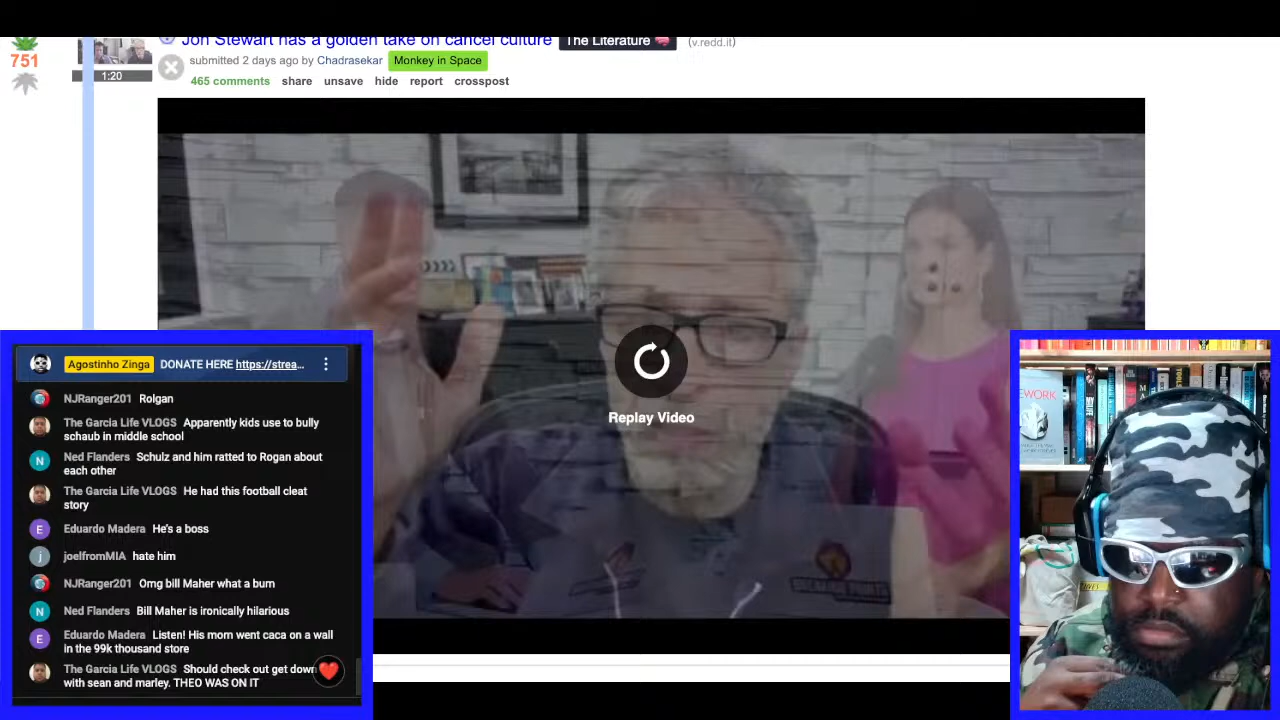 Jon Stewart has a golden take on cancel culture The Literature 🧠 (v.redd.it)
751
1:20
submitted 2 days ago by Chadrasekar Monkey in Space
465 comments share unsave hide report crosspost
Replay Video
Agostinho Zinga DONATE HERE https://strea...
NJRanger201 Rolgan
The Garcia Life VLOGS Apparently kids use to bully
schaub in middle school
Ned Flanders Schulz and him ratted to Rogan about
each other
The Garcia Life VLOGS He had this football cleat
story
Eduardo Madera He's a boss
joelfromMIA hate him
NJRanger201 Omg bill Maher what a bum
Ned Flanders Bill Maher is ironically hilarious
Eduardo Madera Listen! His mom went caca on a wall
in the 99k thousand store
The Garcia Life VLOGS Should check out get down
with sean and marley. THEO WAS ON IT